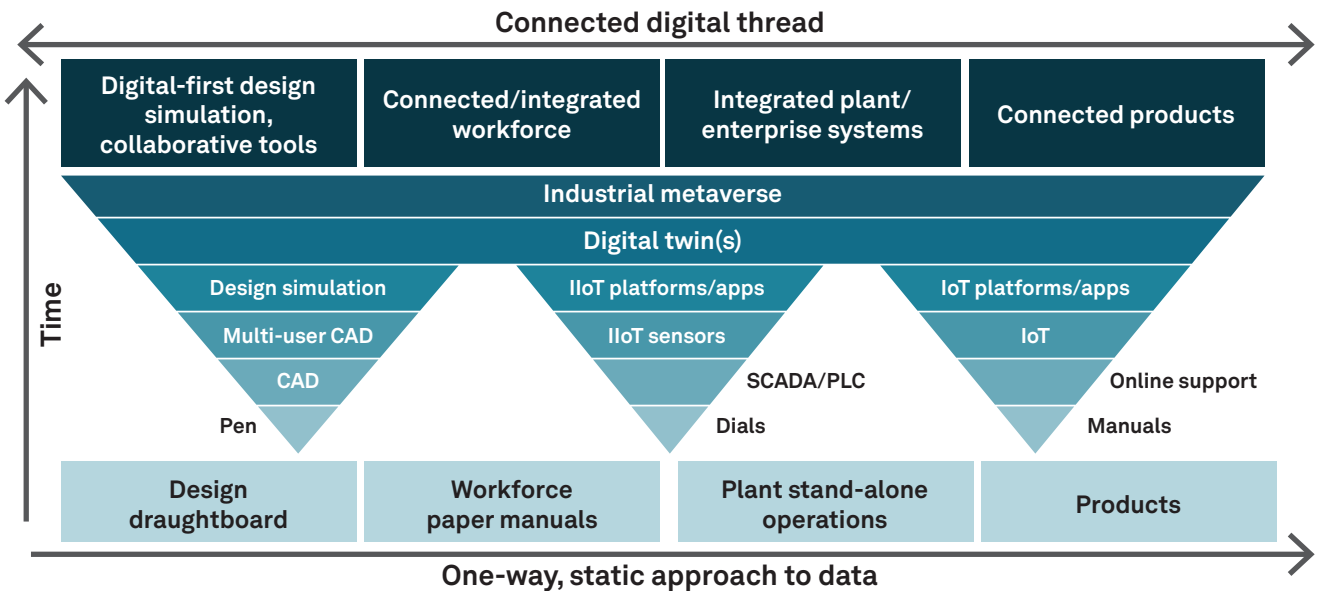 Connected digital thread
Digital-first design
simulation,
collaborative tools
Connected/integrated
workforce
Integrated plant/
enterprise systems
Connected products
Industrial metaverse
Digital twin(s)
Design simulation
IIoT platforms/apps
IoT platforms/apps
Multi-user CAD
IIoT sensors
IoT
CAD
SCADA/PLC
Online support
Pen
Dials
Manuals
Time
Design
draughtboard
Workforce
paper manuals
Plant stand-alone
operations
Products
One-way, static approach to data